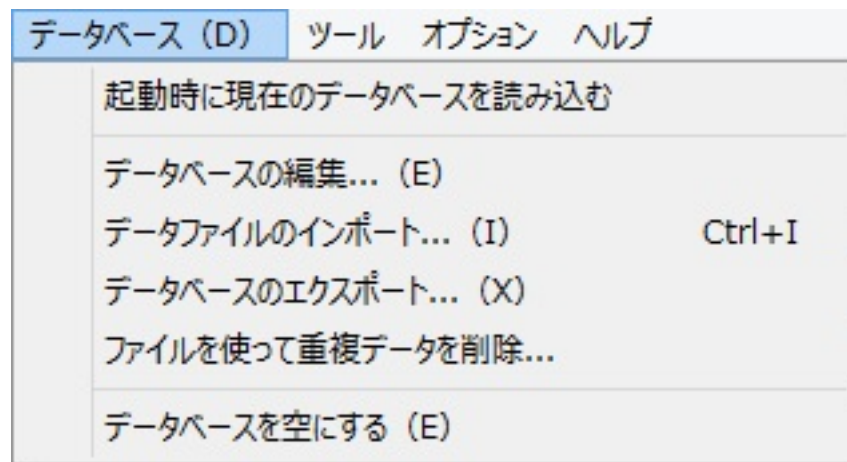 データベース（D） ツール オプション ヘルプ
起動時に現在のデータベースを読み込む
データベースの編集...（E）
データファイルのインポート...（I） Ctrl+I
データベースのエクスポート...（X）
ファイルを使って重複データを削除...
データベースを空にする（E）